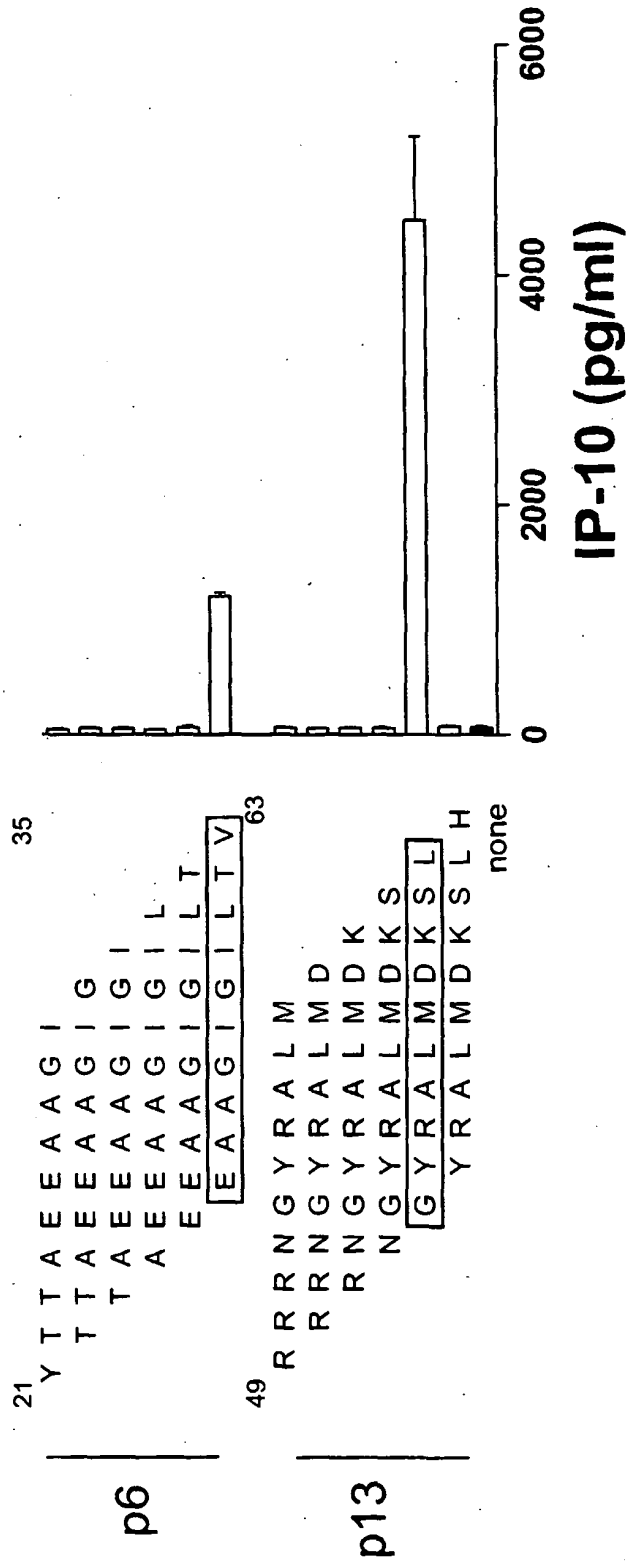 21 35
p6
Y T T A E E A A G I
T T A E E A A G I G
T A E E A A G I G I
A E E A A G I G I L
E E A A G I G I L T
E A A G I G I L T V
49 63
p13
R R R N G Y R A L M
R R N G Y R A L M D
R N G Y R A L M D K
N G Y R A L M D K S
G Y R A L M D K S L
Y R A L M D K S L H
none
0 2000 4000 6000
IP-10 (pg/ml)